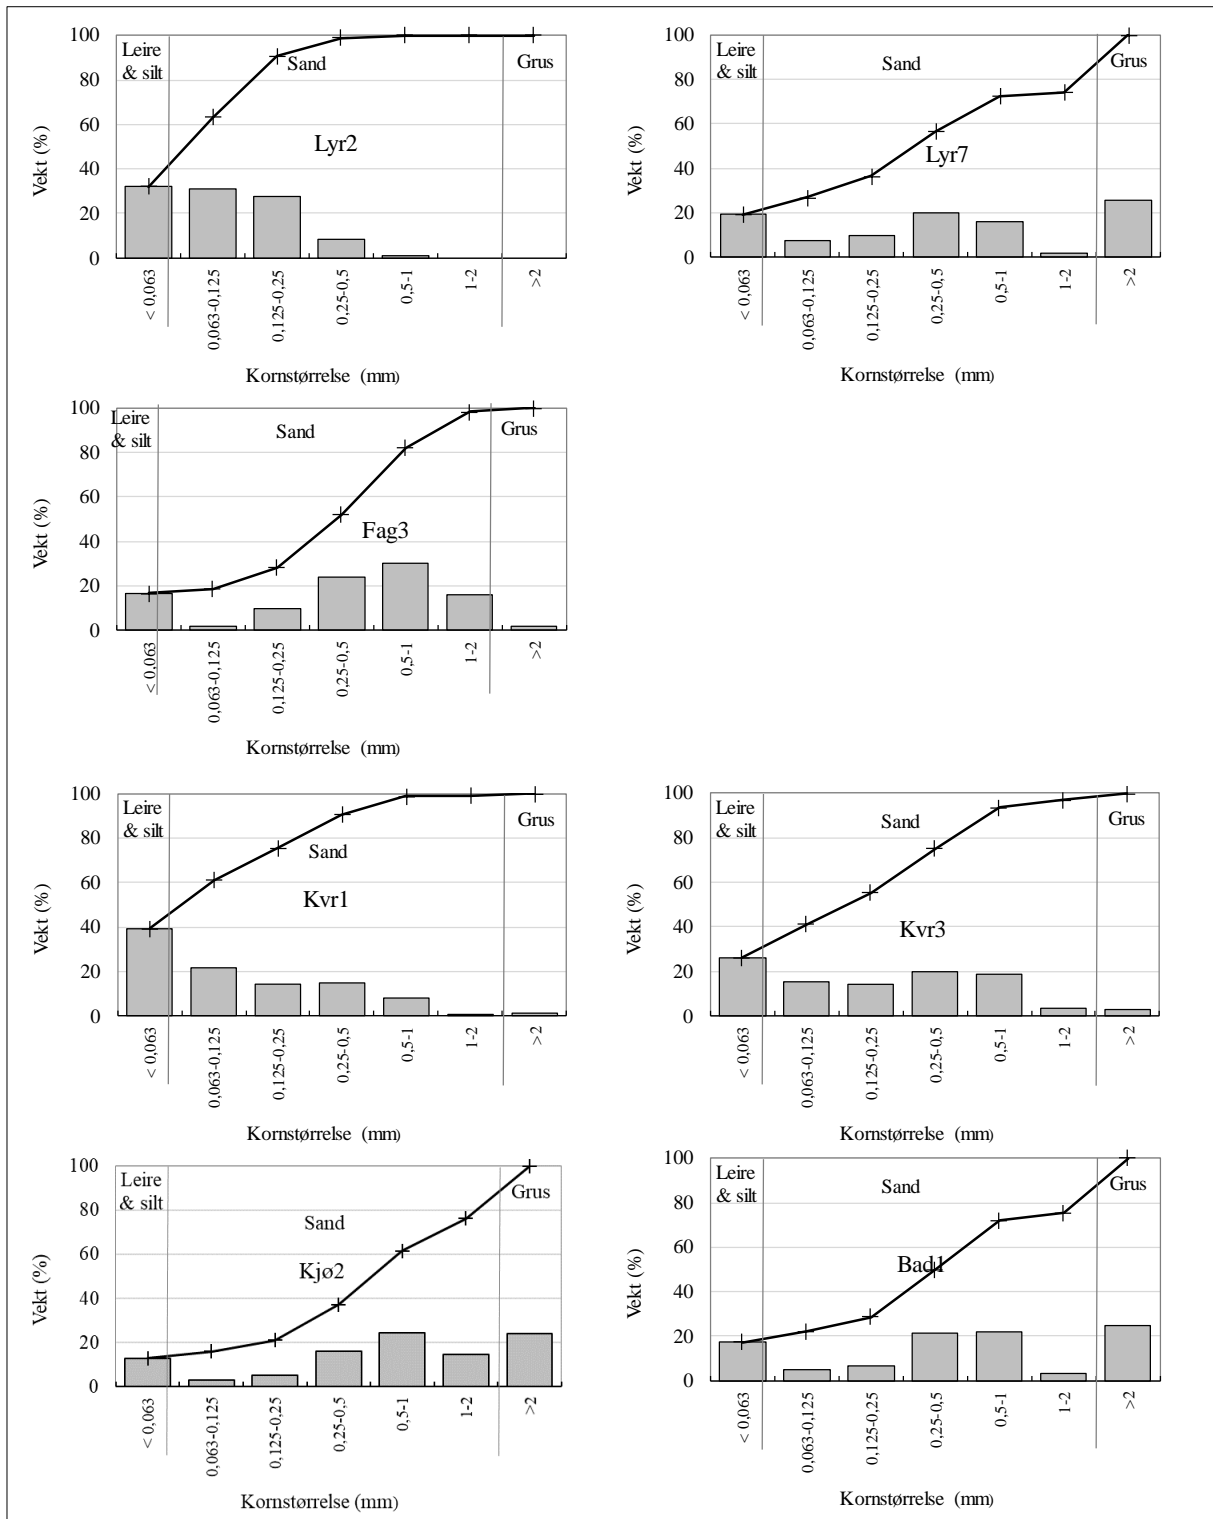 100
80
60
40
20
0
Vekt (%)
Leire
& silt
Sand
Grus
Lyr2
< 0,063
0,063-0,125
0,125-0,25
0,25-0,5
0,5-1
1-2
>2
Kornstørrelse (mm)
100
80
60
40
20
0
Vekt (%)
Leire
& silt
Sand
Grus
Lyr7
< 0,063
0,063-0,125
0,125-0,25
0,25-0,5
0,5-1
1-2
>2
Kornstørrelse (mm)
100
80
60
40
20
0
Vekt (%)
Leire
& silt
Sand
Grus
Fag3
< 0,063
0,063-0,125
0,125-0,25
0,25-0,5
0,5-1
1-2
>2
Kornstørrelse (mm)
100
80
60
40
20
0
Vekt (%)
Leire
& silt
Sand
Grus
Kvr1
< 0,063
0,063-0,125
0,125-0,25
0,25-0,5
0,5-1
1-2
>2
Kornstørrelse (mm)
100
80
60
40
20
0
Vekt (%)
Leire
& silt
Sand
Grus
Kvr3
< 0,063
0,063-0,125
0,125-0,25
0,25-0,5
0,5-1
1-2
>2
Kornstørrelse (mm)
100
80
60
40
20
0
Vekt (%)
Leire
& silt
Sand
Grus
Kjø2
< 0,063
0,063-0,125
0,125-0,25
0,25-0,5
0,5-1
1-2
>2
Kornstørrelse (mm)
100
80
60
40
20
0
Vekt (%)
Leire
& silt
Sand
Grus
Bad1
< 0,063
0,063-0,125
0,125-0,25
0,25-0,5
0,5-1
1-2
>2
Kornstørrelse (mm)